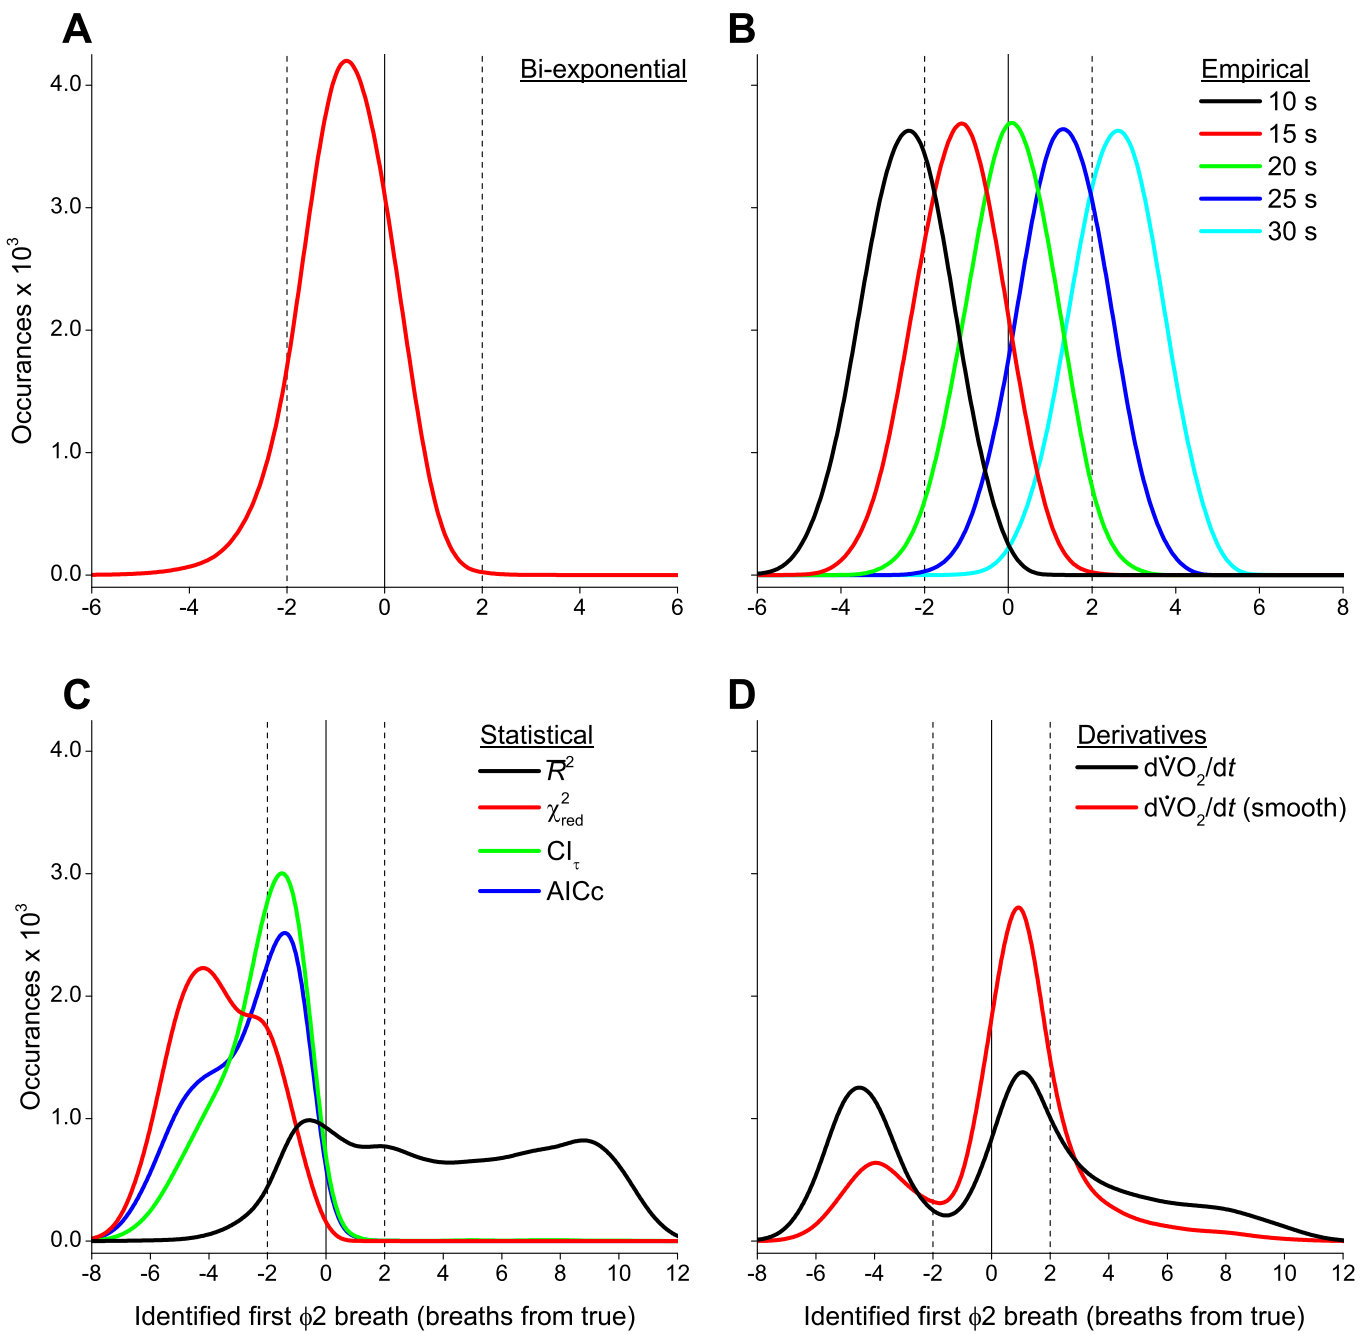 A
Bi-exponential
4.0
3.0
2.0
1.0
0.0
Occurances x 10³
-6 -4 -2 0 2 4 6
B
Empirical
10 s
15 s
20 s
25 s
30 s
-6 -4 -2 0 2 4 6 8
C
Statistical
R̅²
χ²red
CIτ
AICc
4.0
3.0
2.0
1.0
0.0
Occurances x 10³
-8 -6 -4 -2 0 2 4 6 8 10 12
Identified first ϕ2 breath (breaths from true)
D
Derivatives
dV̇O₂/dt
dV̇O₂/dt (smooth)
-8 -6 -4 -2 0 2 4 6 8 10 12
Identified first ϕ2 breath (breaths from true)